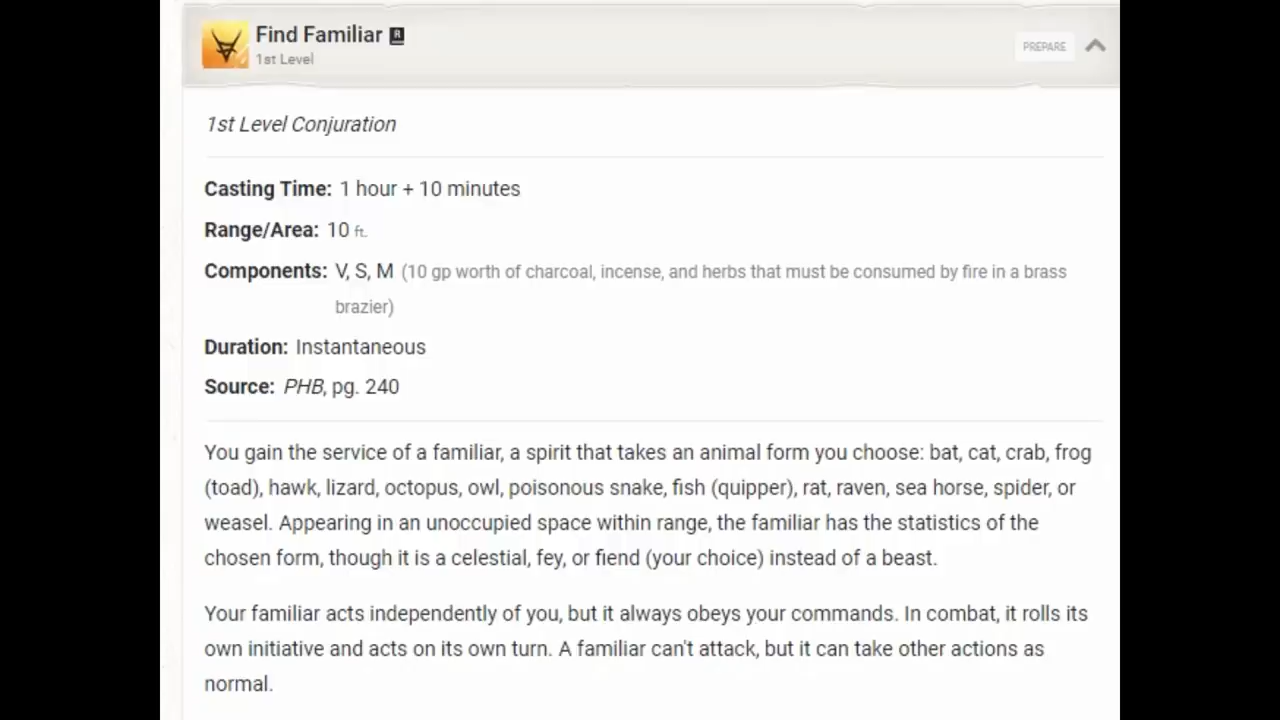 Find Familiar R
1st Level
PREPARE
1st Level Conjuration
Casting Time: 1 hour + 10 minutes
Range/Area: 10 ft.
Components: V, S, M (10 gp worth of charcoal, incense, and herbs that must be consumed by fire in a brass
brazier)
Duration: Instantaneous
Source: PHB, pg. 240
You gain the service of a familiar, a spirit that takes an animal form you choose: bat, cat, crab, frog
(toad), hawk, lizard, octopus, owl, poisonous snake, fish (quipper), rat, raven, sea horse, spider, or
weasel. Appearing in an unoccupied space within range, the familiar has the statistics of the
chosen form, though it is a celestial, fey, or fiend (your choice) instead of a beast.
Your familiar acts independently of you, but it always obeys your commands. In combat, it rolls its
own initiative and acts on its own turn. A familiar can't attack, but it can take other actions as
normal.